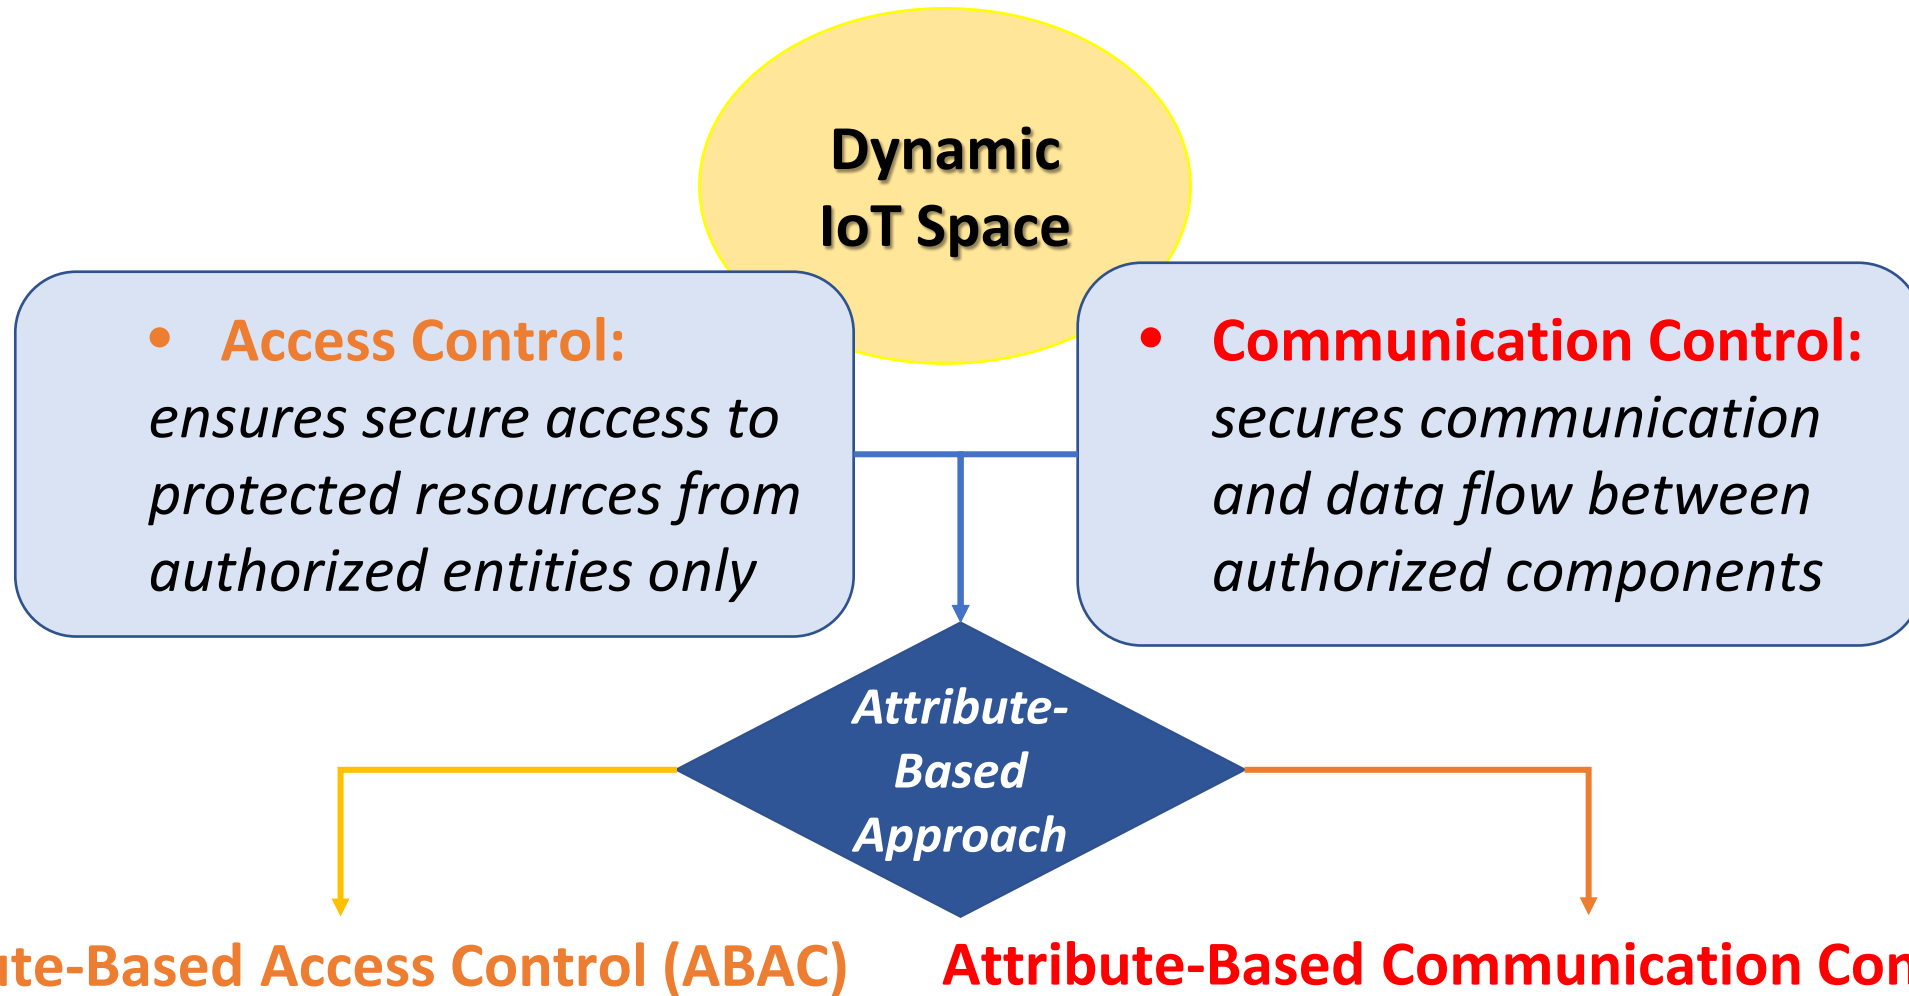 Dynamic
IoT Space
• Access Control:
ensures secure access to
protected resources from
authorized entities only
• Communication Control:
secures communication
and data flow between
authorized components
Attribute-
Based
Approach
ute-Based Access Control (ABAC)
Attribute-Based Communication Con